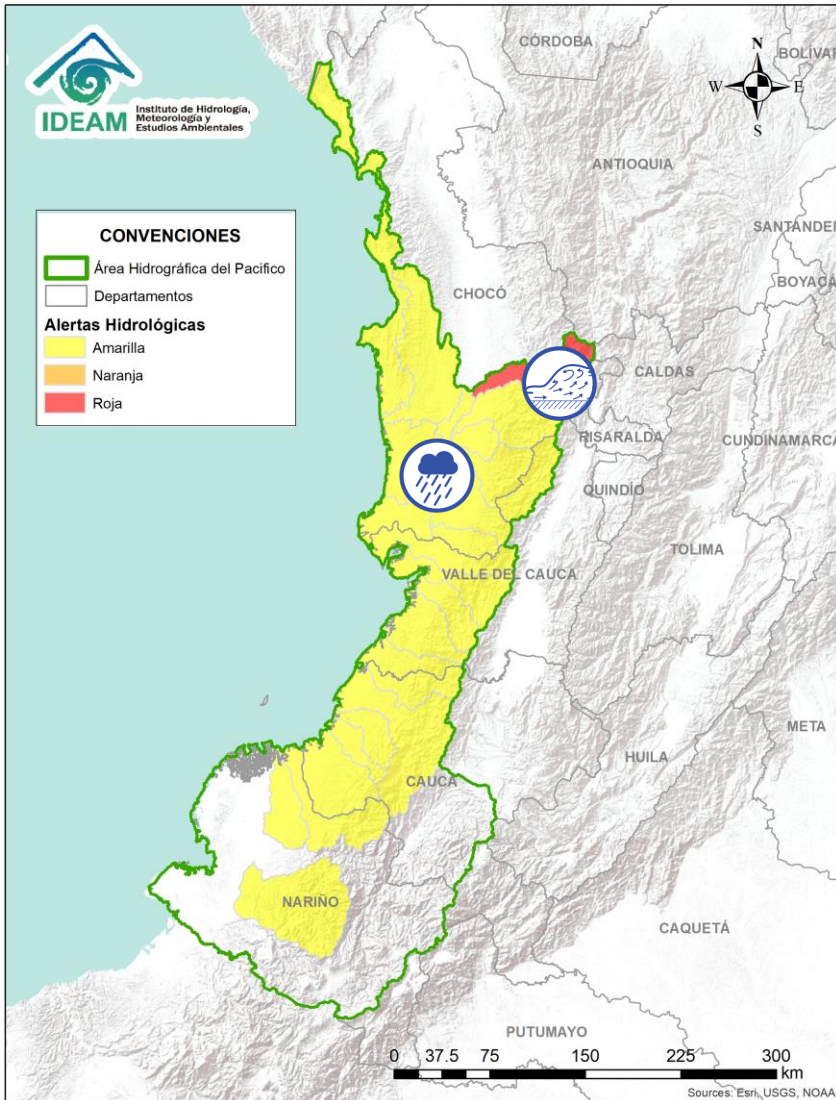 IDEAM
Instituto de Hidrología,
Meteorología y
Estudios Ambientales
CÓRDOBA
BOLÍVAR
N
W
E
S
ANTIOQUIA
SANTANDER
BOYACÁ
CONVENCIONES
Área Hidrográfica del Pacifico
Departamentos
Alertas Hidrológicas
Amarilla
Naranja
Roja
CHOCÓ
CALDAS
RISARALDA
CUNDINAMARCA
QUINDÍO
TOLIMA
VALLE DEL CAUCA
META
HUILA
CAUCA
NARIÑO
CAQUETÁ
PUTUMAYO
0 37.5 75 150 225 300
km
Sources: Esri, USGS, NOAA